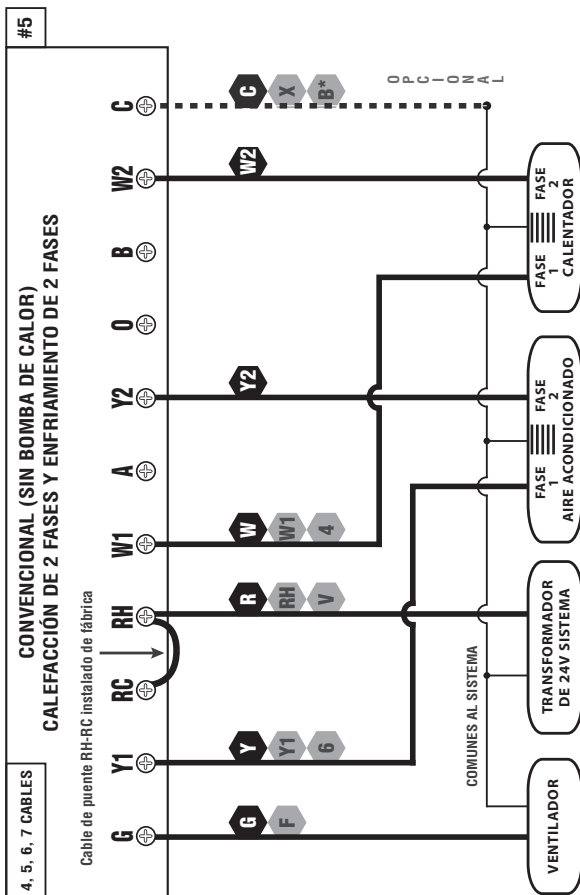 4, 5, 6, 7 CABLES
#5
CONVENCIONAL (SIN BOMBA DE CALOR)
CALEFACCIÓN DE 2 FASES Y ENFRIAMIENTO DE 2 FASES
Cable de puente RH-RC instalado de fábrica
G Y1 RC RH W1 A Y2 O B W2 C
G Y R W Y2 W2 C
F Y1 RH W1 X
6 V 4 B*
OPCIONAL
COMUNES AL SISTEMA
VENTILADOR
TRANSFORMADOR
DE 24V SISTEMA
FASE 1 FASE 2
AIRE ACONDICIONADO
FASE 1 FASE 2
CALENTADOR